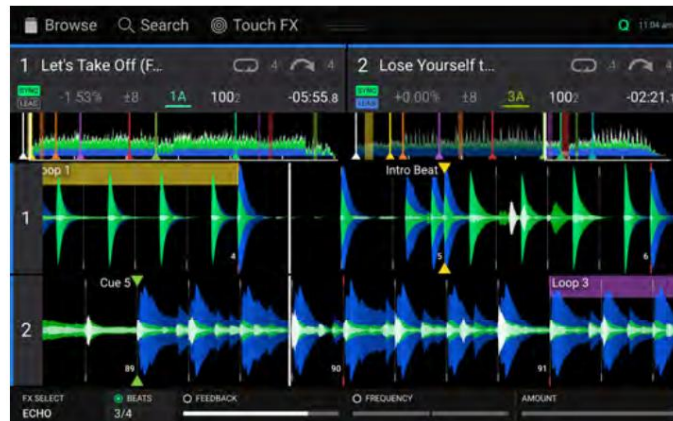 Browse Search Touch FX Q 11:04 am
1 Let's Take Off (F... 4 4
2 Lose Yourself t... 4 4
SYNC LEAD -1.53% ±8 1A 100₂ -05:55.8
SYNC LEAD +0.00% ±8 3A 100₂ -02:21.
Loop 1 Intro Beat
1 4 5 6
Cue 5 Loop 3
2 89 90 91
FX SELECT BEATS FEEDBACK FREQUENCY AMOUNT
ECHO 3/4